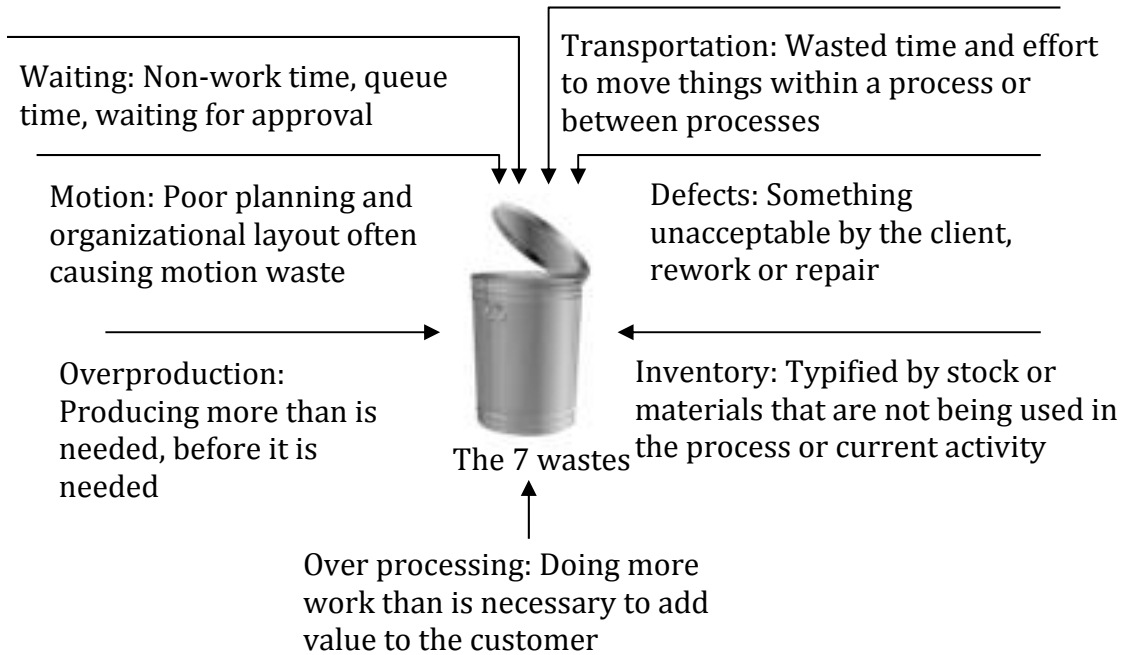 Waiting: Non-work time, queue
time, waiting for approval
Transportation: Wasted time and effort
to move things within a process or
between processes
Motion: Poor planning and
organizational layout often
causing motion waste
Defects: Something
unacceptable by the client,
rework or repair
Overproduction:
Producing more than is
needed, before it is
needed
Inventory: Typified by stock or
materials that are not being used in
the process or current activity
The 7 wastes
Over processing: Doing more
work than is necessary to add
value to the customer